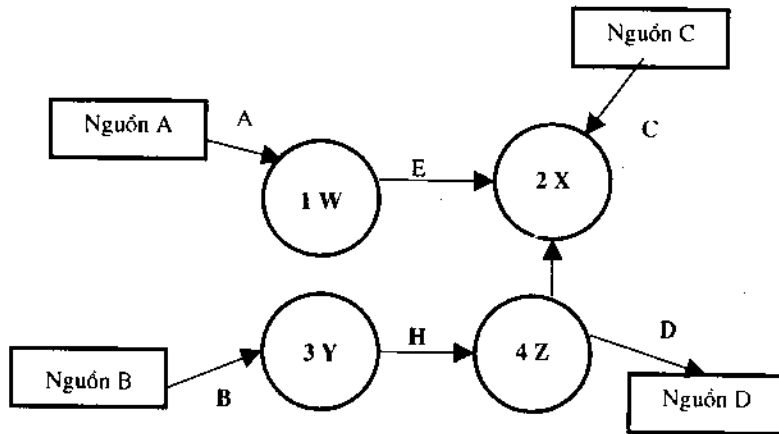 Nguồn C
Nguồn A
A
C
E
1 W
2 X
3 Y
H
4 Z
D
Nguồn B
B
Nguồn D